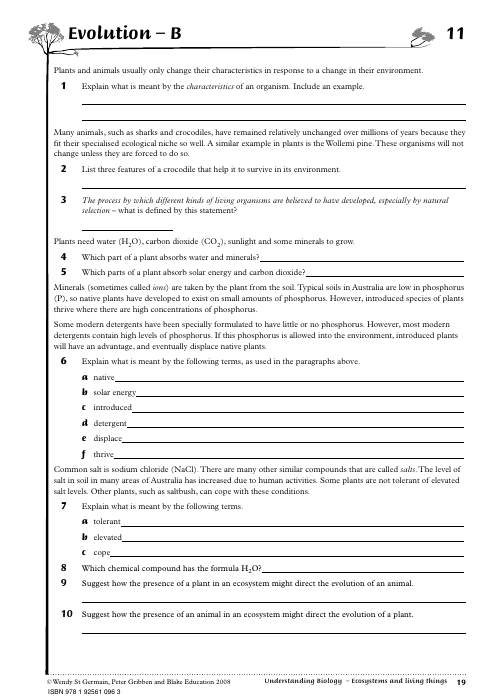 Evolution – B 11
Plants and animals usually only change their characteristics in response to a change in their environment.
1 Explain what is meant by the characteristics of an organism. Include an example.
Many animals, such as sharks and crocodiles, have remained relatively unchanged over millions of years because they
fit their specialised ecological niche so well. A similar example in plants is the Wollemi pine. These organisms will not
change unless they are forced to do so.
2 List three features of a crocodile that help it to survive in its environment.
3 The process by which different kinds of living organisms are believed to have developed, especially by natural
selection – what is defined by this statement?
Plants need water (H₂O), carbon dioxide (CO₂), sunlight and some minerals to grow.
4 Which part of a plant absorbs water and minerals?
5 Which parts of a plant absorb solar energy and carbon dioxide?
Minerals (sometimes called ions) are taken by the plant from the soil. Typical soils in Australia are low in phosphorus
(P), so native plants have developed to exist on small amounts of phosphorus. However, introduced species of plants
thrive where there are high concentrations of phosphorus.
Some modern detergents have been specially formulated to have little or no phosphorus. However, most modern
detergents contain high levels of phosphorus. If this phosphorus is allowed into the environment, introduced plants
will have an advantage, and eventually displace native plants.
6 Explain what is meant by the following terms, as used in the paragraphs above.
a native
b solar energy
c introduced
d detergent
e displace
f thrive
Common salt is sodium chloride (NaCl). There are many other similar compounds that are called salts. The level of
salt in soil in many areas of Australia has increased due to human activities. Some plants are not tolerant of elevated
salt levels. Other plants, such as saltbush, can cope with these conditions.
7 Explain what is meant by the following terms.
a tolerant
b elevated
c cope
8 Which chemical compound has the formula H₂O?
9 Suggest how the presence of a plant in an ecosystem might direct the evolution of an animal.
10 Suggest how the presence of an animal in an ecosystem might direct the evolution of a plant.
© Wendy St Germain, Peter Gribben and Blake Education 2008 Understanding Biology – Ecosystems and living things 19
ISBN 978 1 92561 096 3